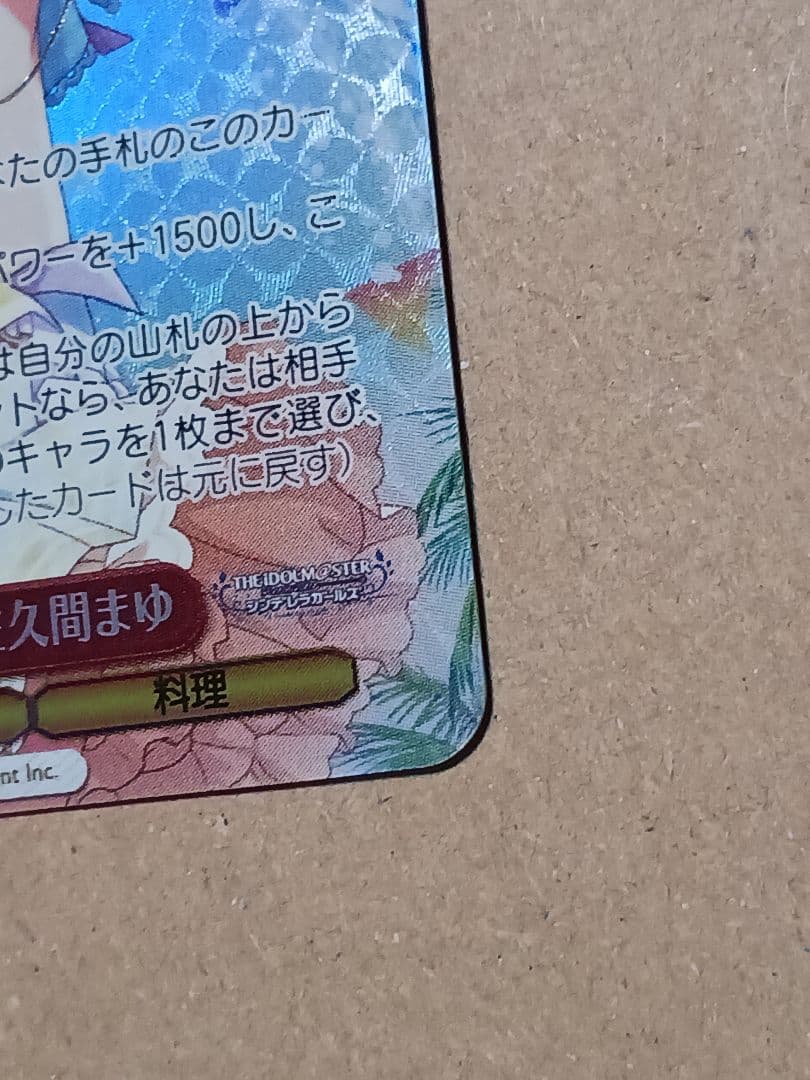 たの手札のこのカー
パワーを+1500し、こ
は自分の山札の上から
ットなら、あなたは相手
のキャラを1枚まで選び、
したカードは元に戻す)
久間まゆ
THE IDOLM@STER
シンデレラガールズ
料理
nt Inc.